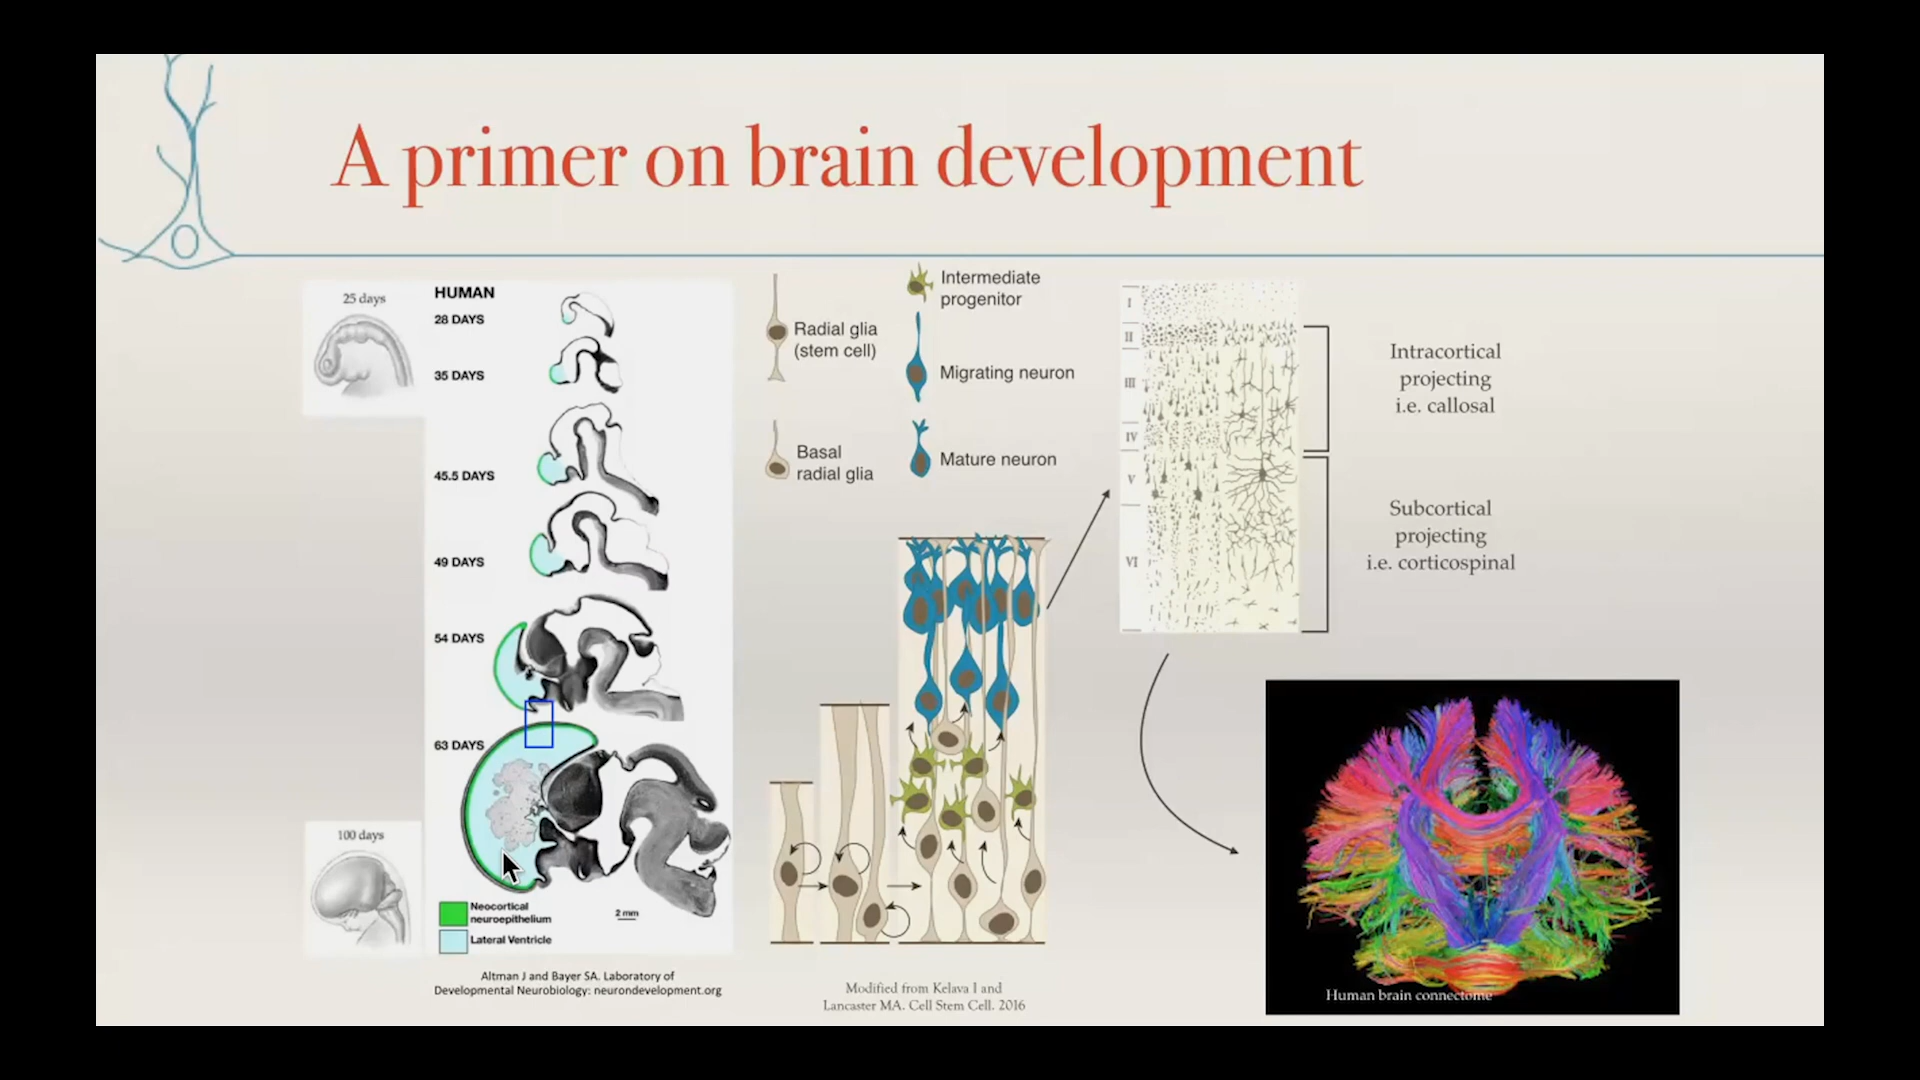 A primer on brain development
25 days
HUMAN
28 DAYS
35 DAYS
45.5 DAYS
49 DAYS
54 DAYS
63 DAYS
100 days
Neocortical
neuroepithelium
Lateral Ventricle
2 mm
Altman J and Bayer SA. Laboratory of
Developmental Neurobiology: neurondevelopment.org
Radial glia
(stem cell)
Basal
radial glia
Intermediate
progenitor
Migrating neuron
Mature neuron
Modified from Kelava I and
Lancaster MA. Cell Stem Cell. 2016
I
II
III
IV
V
VI
Intracortical
projecting
i.e. callosal
Subcortical
projecting
i.e. corticospinal
Human brain connectome